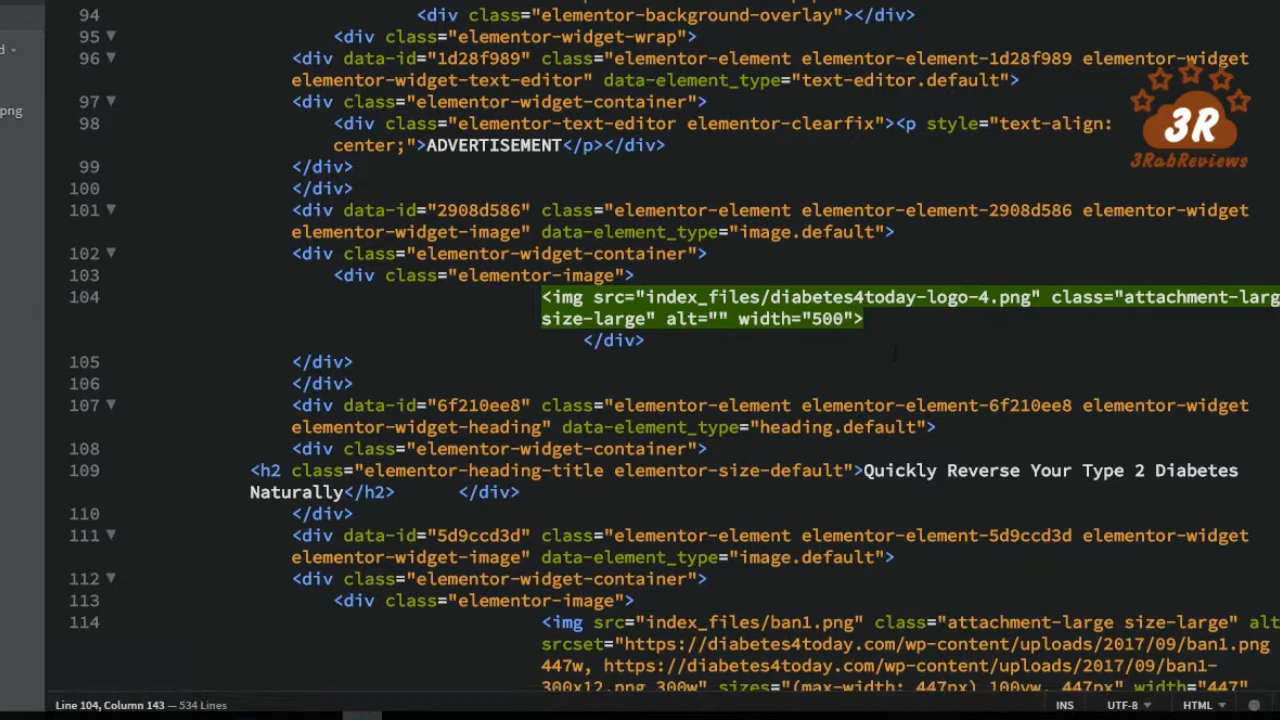 94 <div class="elementor-background-overlay"></div>
95 <div class="elementor-widget-wrap">
96 <div data-id="1d28f989" class="elementor-element elementor-element-1d28f989 elementor-widget
elementor-widget-text-editor" data-element_type="text-editor.default">
97 <div class="elementor-widget-container">
98 <div class="elementor-text-editor elementor-clearfix"><p style="text-align:
center;">ADVERTISEMENT</p></div>
99 </div>
100 </div>
101 <div data-id="2908d586" class="elementor-element elementor-element-2908d586 elementor-widget
elementor-widget-image" data-element_type="image.default">
102 <div class="elementor-widget-container">
103 <div class="elementor-image">
104 <img src="index_files/diabetes4today-logo-4.png" class="attachment-larg
size-large" alt="" width="500">
</div>
105 </div>
106 </div>
107 <div data-id="6f210ee8" class="elementor-element elementor-element-6f210ee8 elementor-widget
elementor-widget-heading" data-element_type="heading.default">
108 <div class="elementor-widget-container">
109 <h2 class="elementor-heading-title elementor-size-default">Quickly Reverse Your Type 2 Diabetes
Naturally</h2> </div>
110 </div>
111 <div data-id="5d9ccd3d" class="elementor-element elementor-element-5d9ccd3d elementor-widget
elementor-widget-image" data-element_type="image.default">
112 <div class="elementor-widget-container">
113 <div class="elementor-image">
114 <img src="index_files/ban1.png" class="attachment-large size-large" alt
srcset="https://diabetes4today.com/wp-content/uploads/2017/09/ban1.png
447w, https://diabetes4today.com/wp-content/uploads/2017/09/ban1-
300x12.png 300w" sizes="(max-width: 447px) 100vw, 447px" width="447"
d
png
3R
3RabReviews
Line 104, Column 143 — 534 Lines
INS UTF-8 HTML